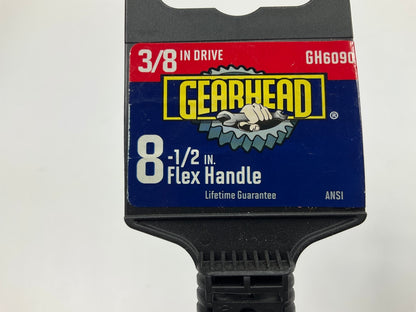 3/8 IN DRIVE GH6090
GEARHEAD
®
8-1/2 IN.
Flex Handle
Lifetime Guarantee ANSI